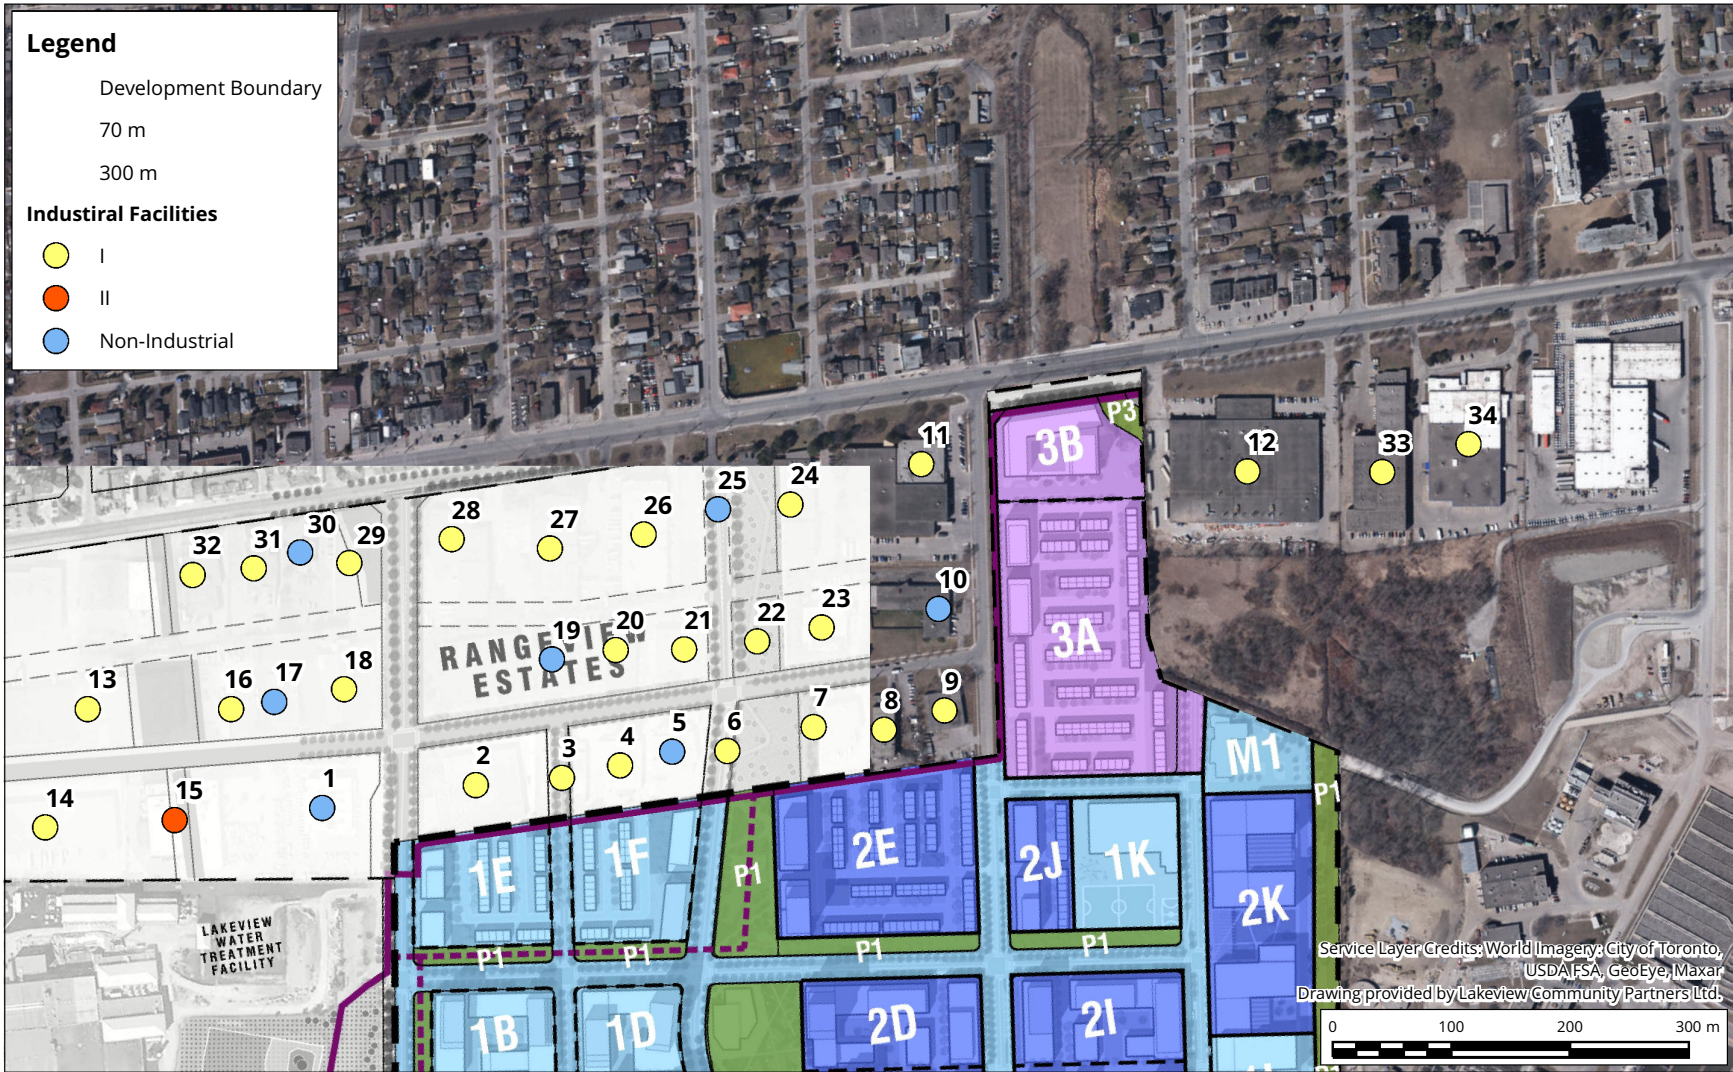 Legend
Development Boundary
70 m
300 m
Industiral Facilities
I
II
Non-Industrial
P3
3B
11
12
33
34
25
24
26
28
27
30
31
29
32
10
3A
23
22
19
20
21
RANGEVIEW
ESTATES
13
16
17
18
9
8
7
6
5
4
3
2
1
14
15
M1
P1
1E
1F
P1
2E
2J
1K
2K
LAKEVIEW
WATER
TREATMENT
FACILITY
P1
P1
P1
P1
1B
1D
2D
2I
Service Layer Credits: World Imagery: City of Toronto,
USDA FSA, GeoEye, Maxar
Drawing provided by Lakeview Community Partners Ltd.
0 100 200 300 m